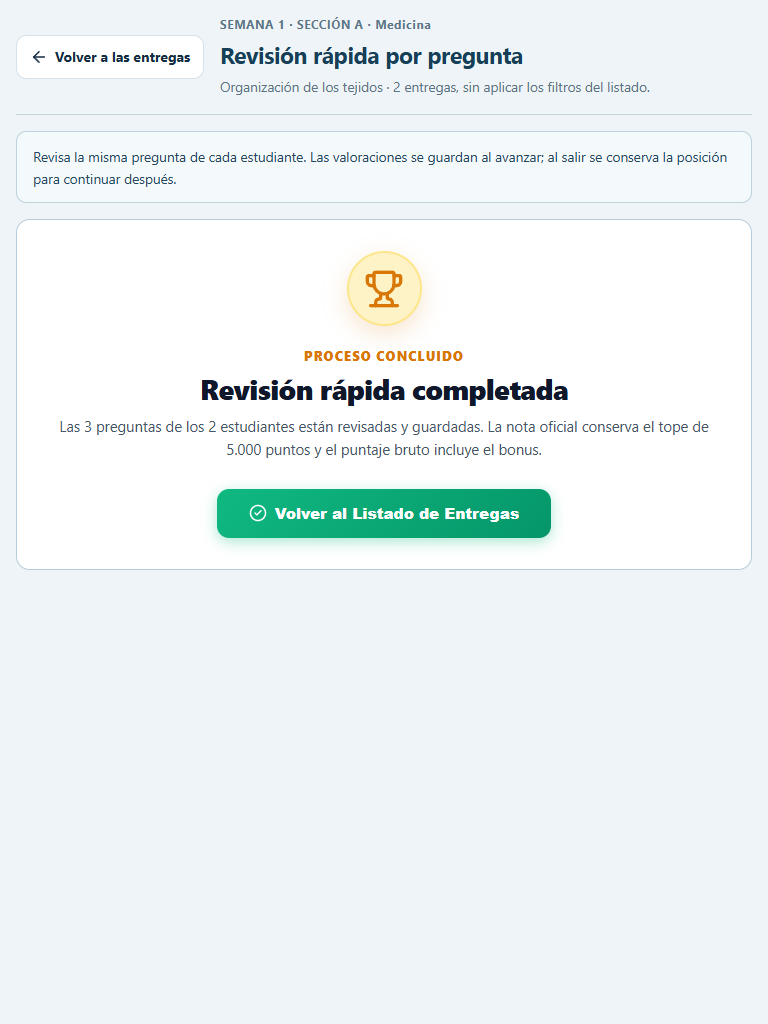 SEMANA 1 · SECCIÓN A · Medicina
Volver a las entregas
Revisión rápida por pregunta
Organización de los tejidos · 2 entregas, sin aplicar los filtros del listado.
Revisa la misma pregunta de cada estudiante. Las valoraciones se guardan al avanzar; al salir se conserva la posición
para continuar después.
PROCESO CONCLUIDO
Revisión rápida completada
Las 3 preguntas de los 2 estudiantes están revisadas y guardadas. La nota oficial conserva el tope de
5.000 puntos y el puntaje bruto incluye el bonus.
Volver al Listado de Entregas